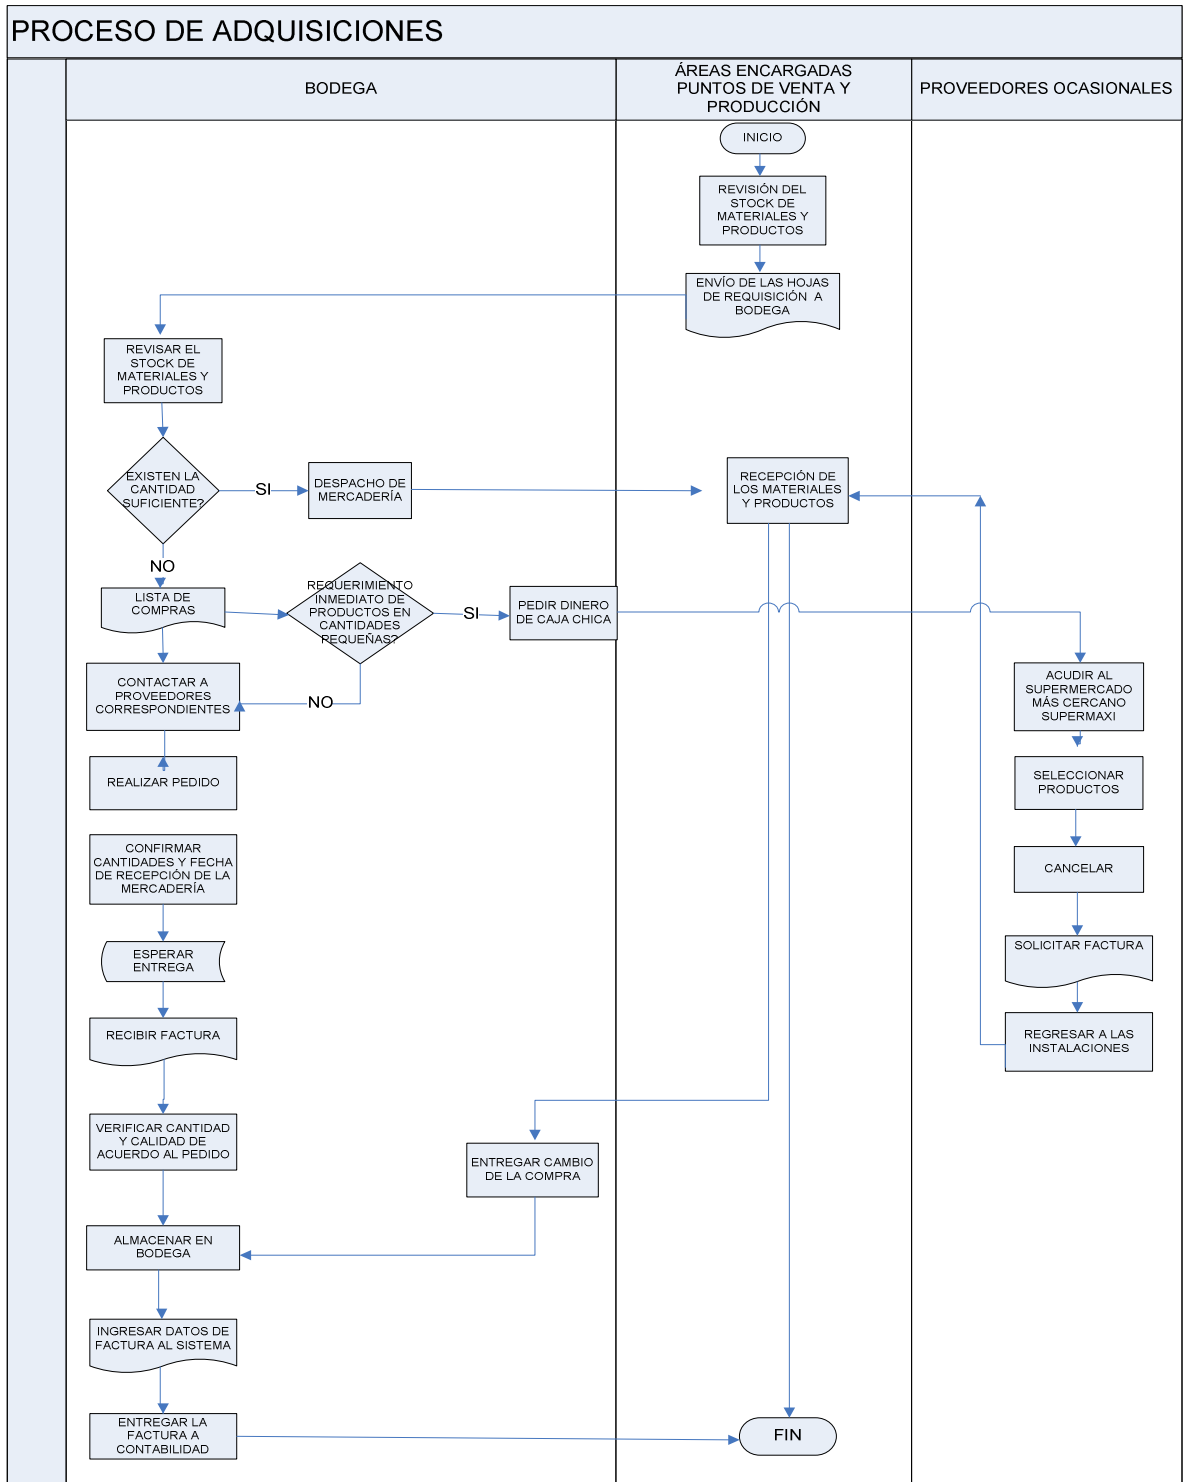 PROCESO DE ADQUISICIONES
BODEGA
ÁREAS ENCARGADAS
PUNTOS DE VENTA Y
PRODUCCIÓN
PROVEEDORES OCASIONALES
INICIO
REVISIÓN DEL
STOCK DE
MATERIALES Y
PRODUCTOS
ENVÍO DE LAS HOJAS
DE REQUISICIÓN A
BODEGA
REVISAR EL
STOCK DE
MATERIALES Y
PRODUCTOS
EXISTEN LA
CANTIDAD
SUFICIENTE?
SI
DESPACHO DE
MERCADERÍA
RECEPCIÓN DE
LOS MATERIALES
Y PRODUCTOS
NO
LISTA DE
COMPRAS
REQUERIMIENTO
INMEDIATO DE
PRODUCTOS EN
CANTIDADES
PEQUEÑAS?
SI
PEDIR DINERO
DE CAJA CHICA
CONTACTAR A
PROVEEDORES
CORRESPONDIENTES
NO
ACUDIR AL
SUPERMERCADO
MÁS CERCANO
SUPERMAXI
REALIZAR PEDIDO
SELECCIONAR
PRODUCTOS
CONFIRMAR
CANTIDADES Y FECHA
DE RECEPCIÓN DE LA
MERCADERÍA
CANCELAR
ESPERAR
ENTREGA
SOLICITAR FACTURA
RECIBIR FACTURA
REGRESAR A LAS
INSTALACIONES
VERIFICAR CANTIDAD
Y CALIDAD DE
ACUERDO AL PEDIDO
ENTREGAR CAMBIO
DE LA COMPRA
ALMACENAR EN
BODEGA
INGRESAR DATOS DE
FACTURA AL SISTEMA
ENTREGAR LA
FACTURA A
CONTABILIDAD
FIN